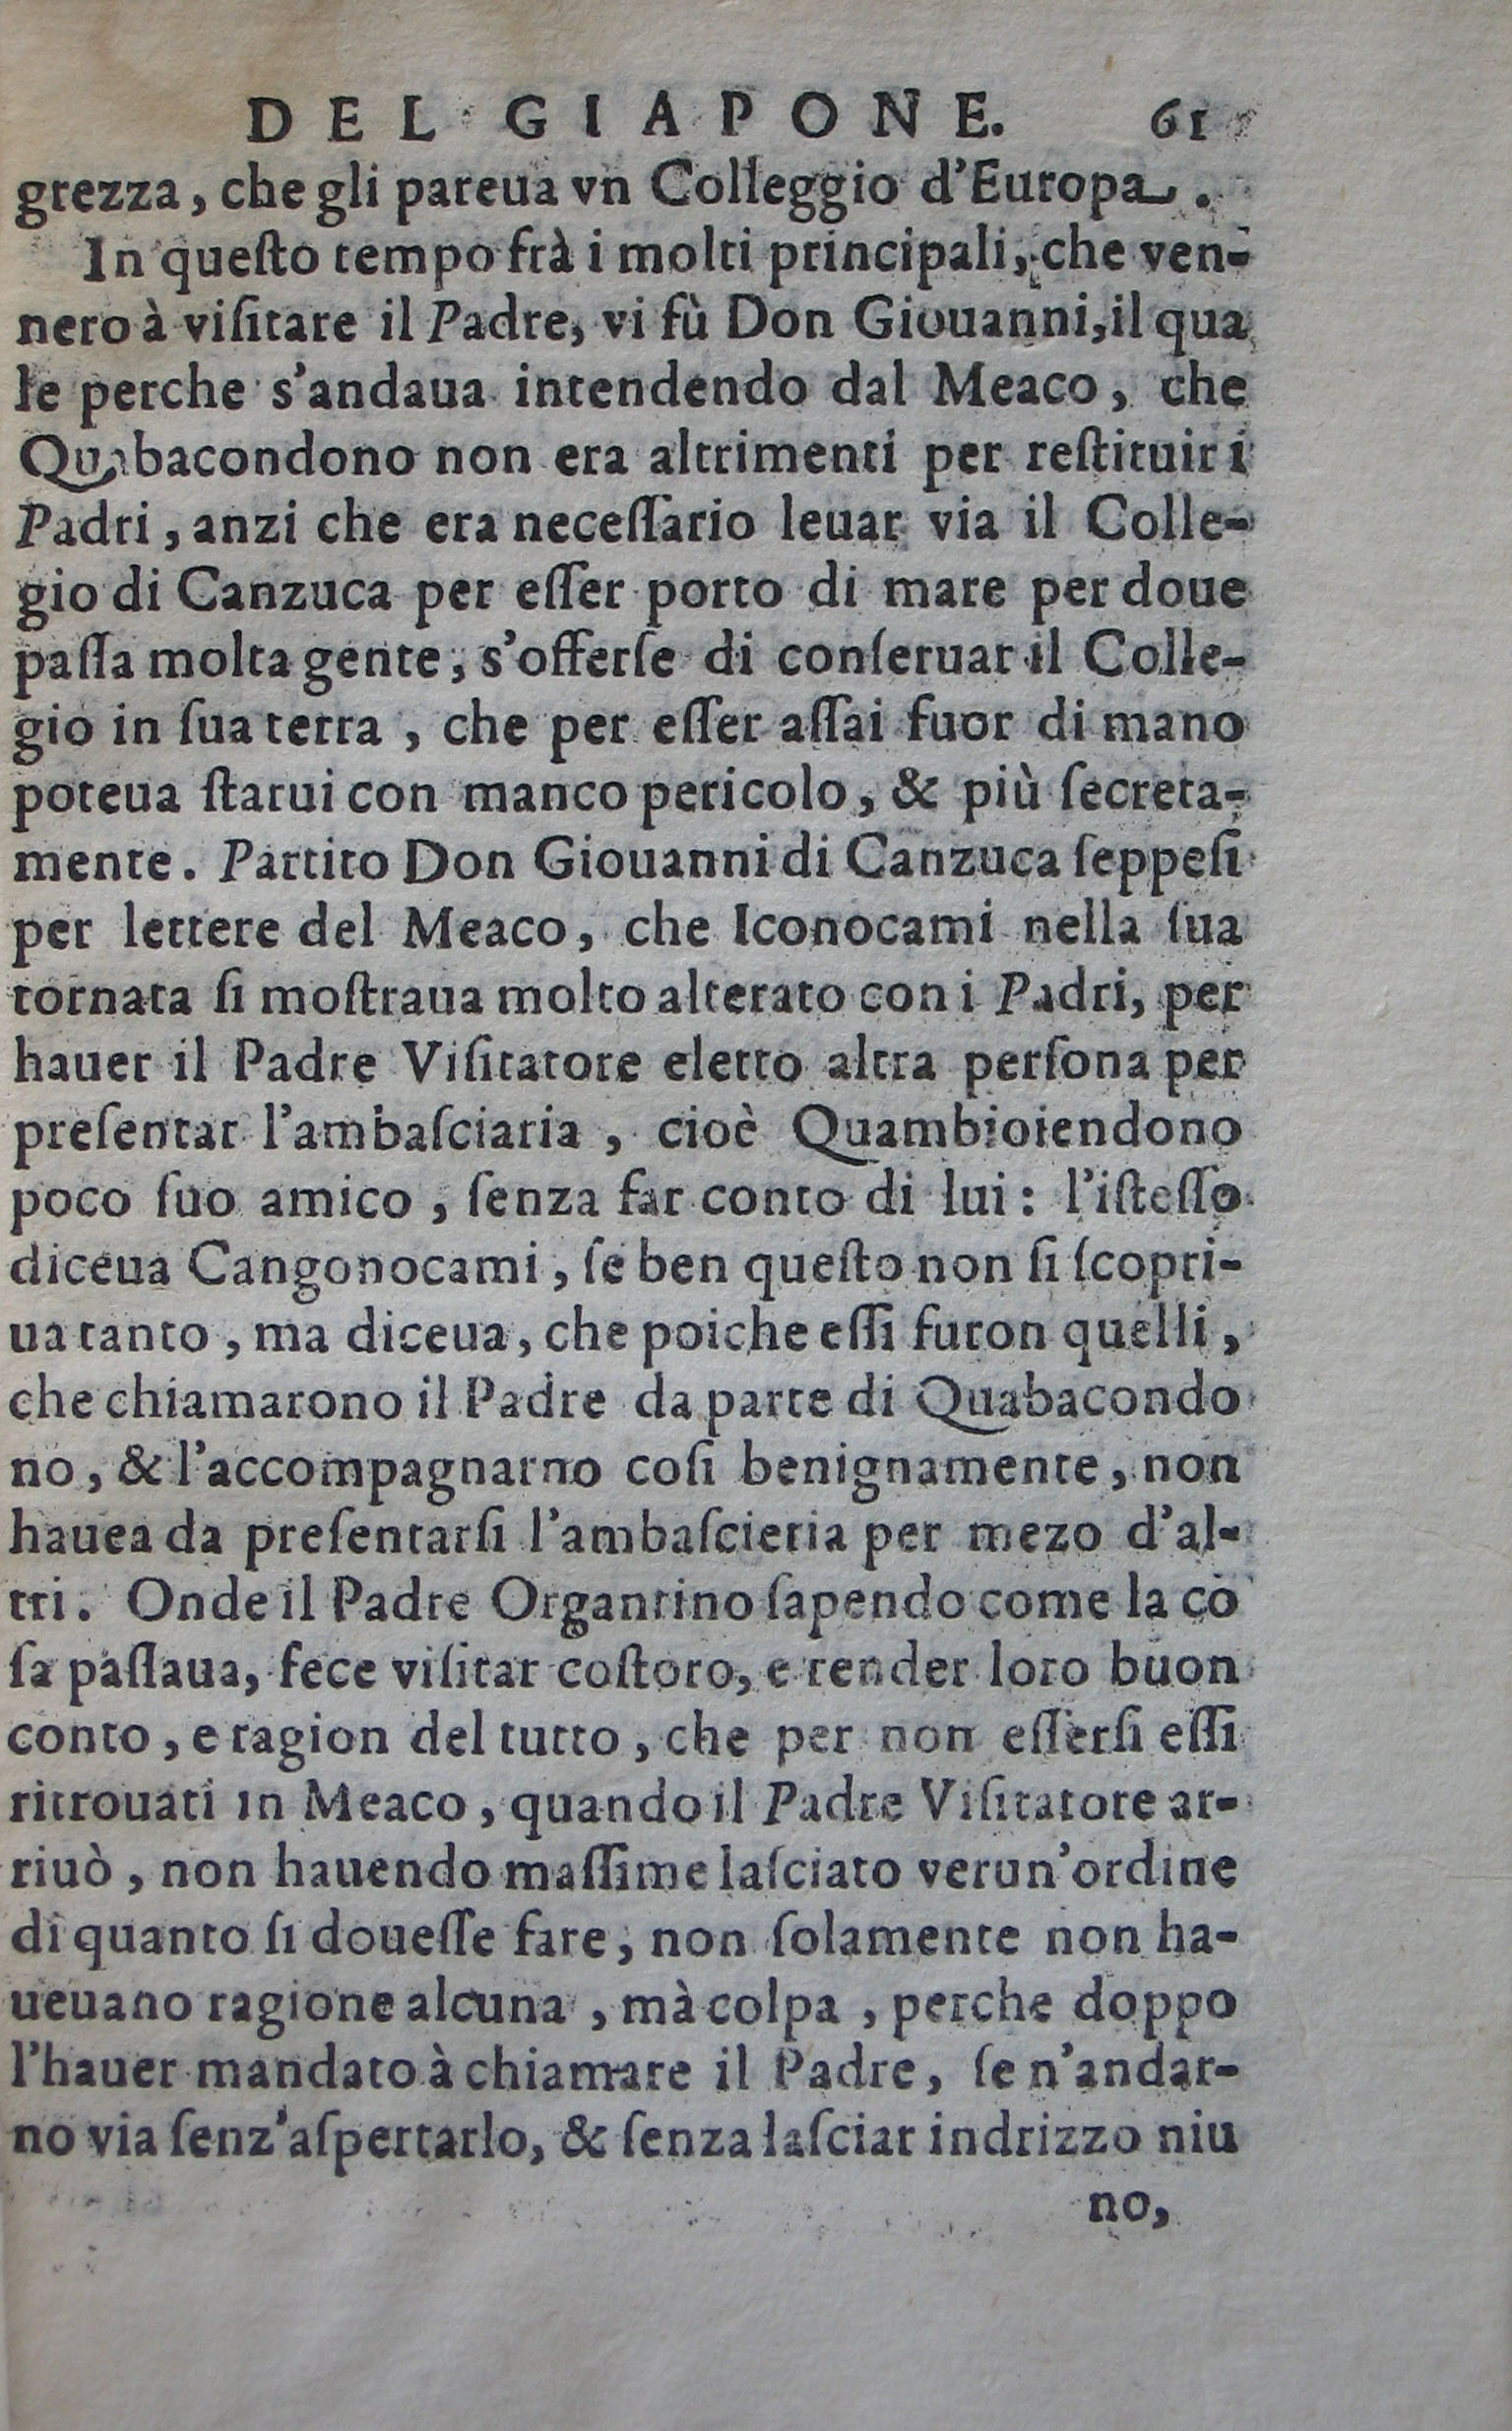 DEL GIAPONE. 61
grezza, che gli pareua vn Colleggio d'Europa.
In queſto tempo frà i molti principali, che ven-
nero à viſitare il Padre, vi fù Don Giouanni, il qua
le perche s'andaua intendendo dal Meaco, che
Quabacondono non era altrimenti per reſtituir i
Padri, anzi che era neceſſario leuar via il Colle-
gio di Canzuca per eſſer porto di mare per doue
paſſa molta gente, s'offerſe di conſeruar il Colle-
gio in ſua terra, che per eſſer aſſai fuor di mano
poteua ſtarui con manco pericolo, & più ſecreta-
mente. Partito Don Giouanni di Canzuca ſeppeſi
per lettere del Meaco, che Iconocami nella ſua
tornata ſi moſtraua molto alterato con i Padri, per
hauer il Padre Viſitatore eletto altra perſona per
preſentar l'ambaſciaria, cioè Quambioiendono
poco ſuo amico, ſenza far conto di lui: l'iſteſſo
diceua Cangonocami, ſe ben queſto non ſi ſcopri-
ua tanto, ma diceua, che poiche eſſi furon quelli,
che chiamarono il Padre da parte di Quabacondo
no, & l'accompagnarno coſi benignamente, non
hauea da preſentarſi l'ambaſcieria per mezo d'al-
tri. Onde il Padre Organtino ſapendo come la co
ſa paſſaua, fece viſitar coſtoro, e render loro buon
conto, e ragion del tutto, che per non eſſerſi eſſi
ritrouati in Meaco, quando il Padre Viſitatore ar-
riuò, non hauendo maſſime laſciato verun'ordine
di quanto ſi doueſſe fare, non ſolamente non ha-
ueuano ragione alcuna, mà colpa, perche doppo
l'hauer mandato à chiamare il Padre, ſe n'andar-
no via ſenz'aſpettarlo, & ſenza laſciar indrizzo niu
no,